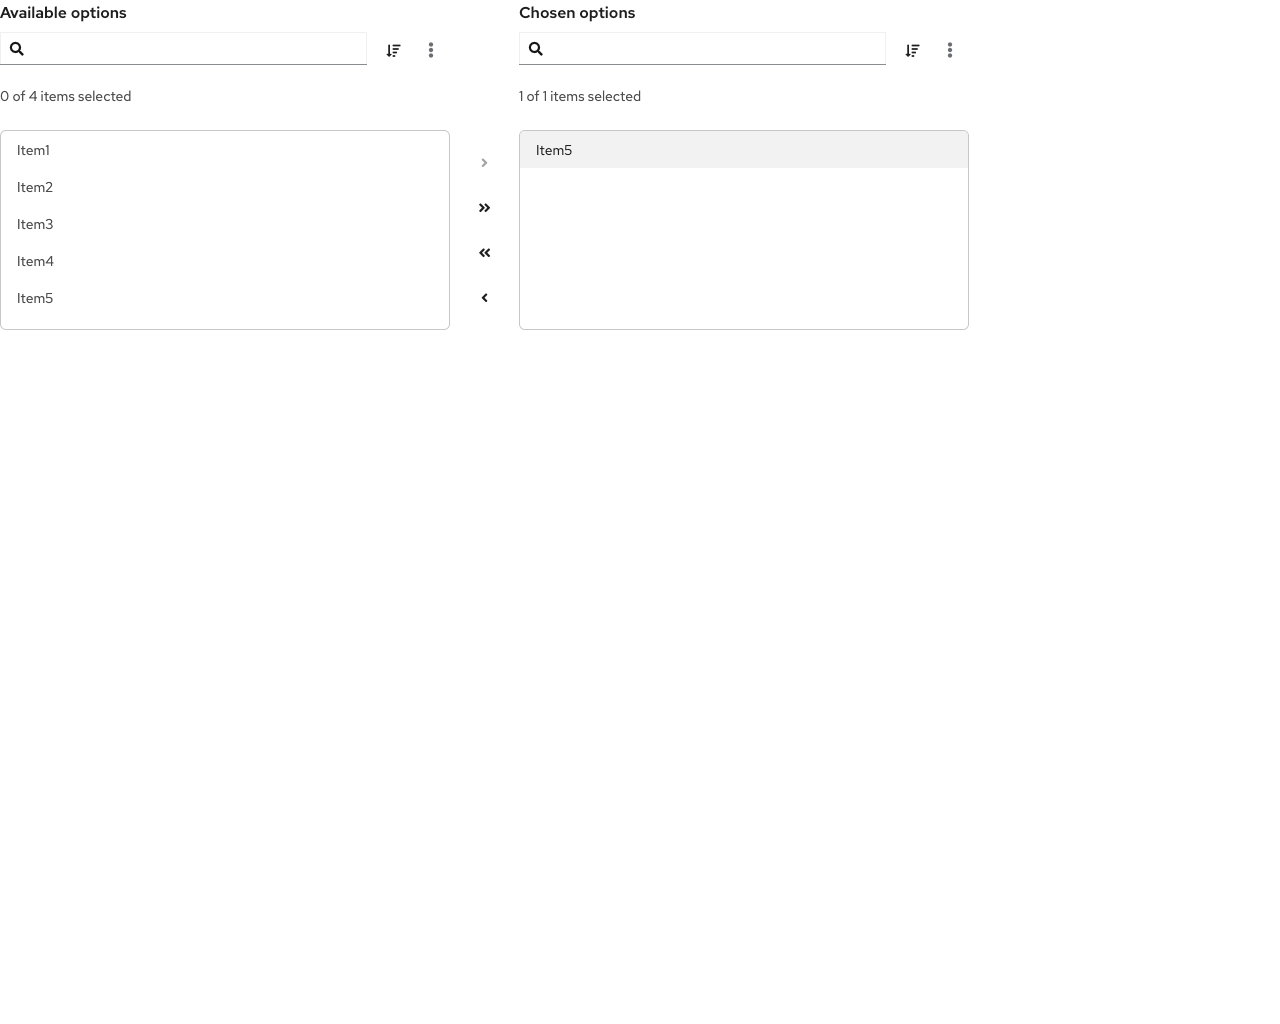 Available options
0 of 4 items selected
Item1
Item2
Item3
Item4
Item5
Chosen options
1 of 1 items selected
Item5